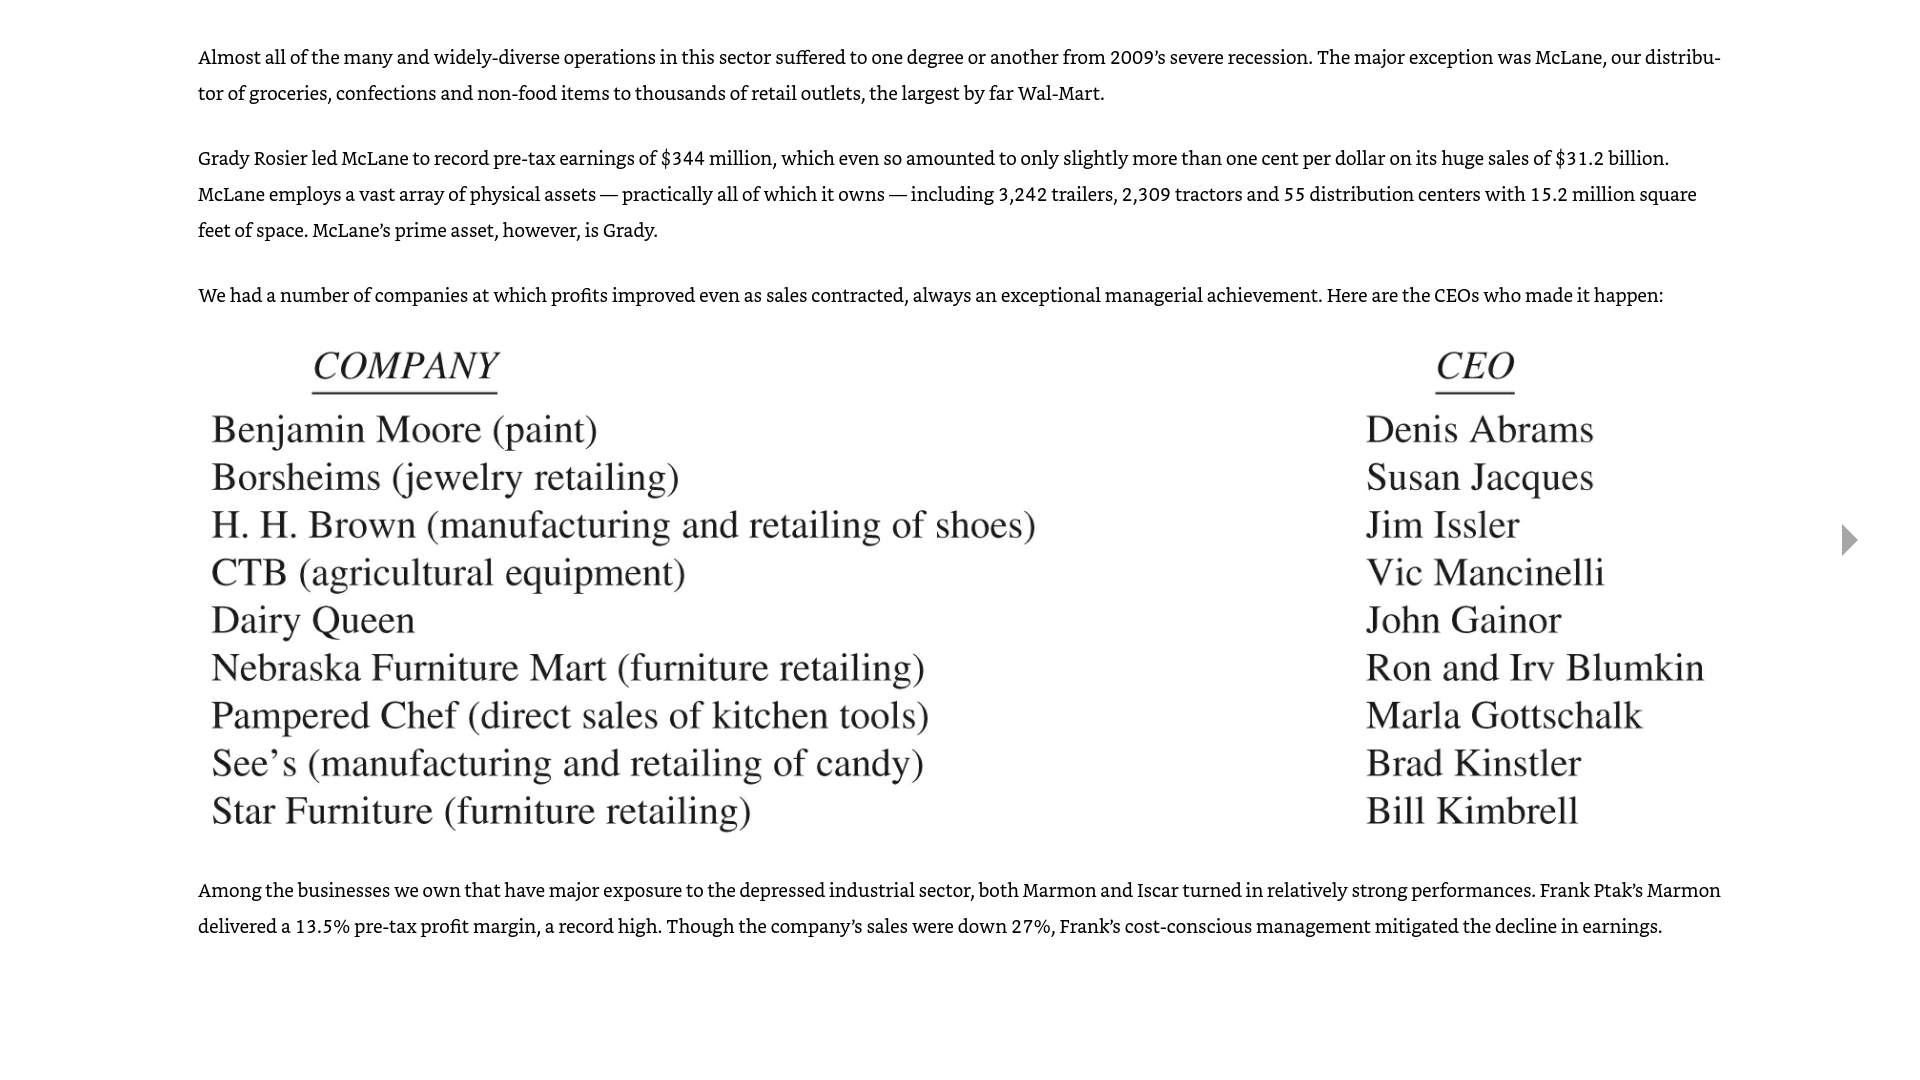 Almost all of the many and widely-diverse operations in this sector suffered to one degree or another from 2009’s severe recession. The major exception was McLane, our distribu-
tor of groceries, confections and non-food items to thousands of retail outlets, the largest by far Wal-Mart.
Grady Rosier led McLane to record pre-tax earnings of $344 million, which even so amounted to only slightly more than one cent per dollar on its huge sales of $31.2 billion.
McLane employs a vast array of physical assets — practically all of which it owns — including 3,242 trailers, 2,309 tractors and 55 distribution centers with 15.2 million square
feet of space. McLane’s prime asset, however, is Grady.
We had a number of companies at which profits improved even as sales contracted, always an exceptional managerial achievement. Here are the CEOs who made it happen:
COMPANY CEO
Benjamin Moore (paint) Denis Abrams
Borsheims (jewelry retailing) Susan Jacques
H. H. Brown (manufacturing and retailing of shoes) Jim Issler
CTB (agricultural equipment) Vic Mancinelli
Dairy Queen John Gainor
Nebraska Furniture Mart (furniture retailing) Ron and Irv Blumkin
Pampered Chef (direct sales of kitchen tools) Marla Gottschalk
See’s (manufacturing and retailing of candy) Brad Kinstler
Star Furniture (furniture retailing) Bill Kimbrell
Among the businesses we own that have major exposure to the depressed industrial sector, both Marmon and Iscar turned in relatively strong performances. Frank Ptak’s Marmon
delivered a 13.5% pre-tax profit margin, a record high. Though the company’s sales were down 27%, Frank’s cost-conscious management mitigated the decline in earnings.